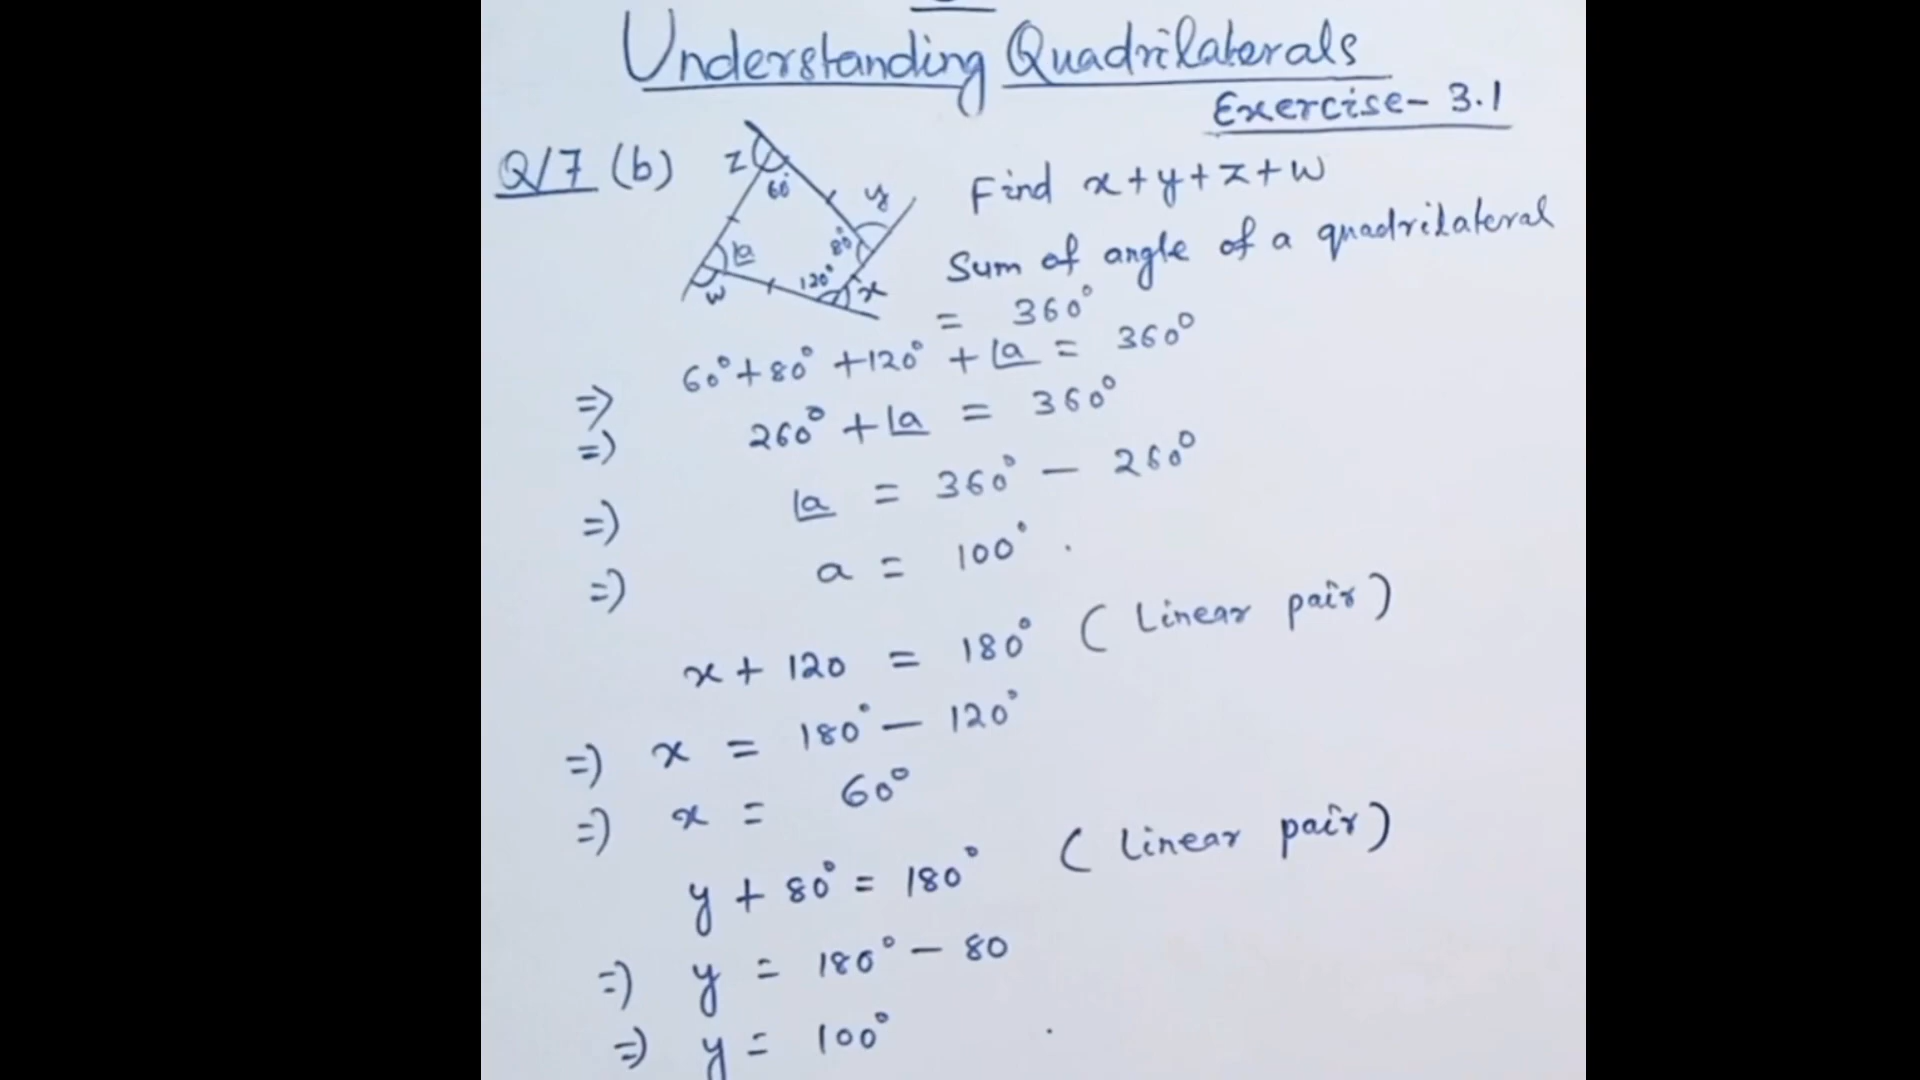 Understanding Quadrilaterals
Exercise- 3.1
Q/7 (b)
Find x+y+z+w
z
60°
y
80°
∠a
120°
x
w
Sum of angle of a quadrilateral
= 360°
=> 60°+80°+120°+∠a = 360°
=> 260°+∠a = 360°
=> ∠a = 360° - 260°
=> a = 100°.
x+120 = 180° (Linear pair)
=> x = 180° - 120°
=> x = 60°
y + 80° = 180° (Linear pair)
=> y = 180° - 80
=> y = 100°